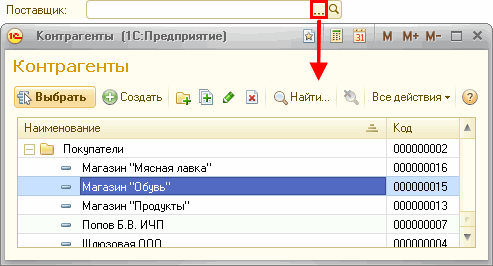 Поставщик: ...
Контрагенты (1С:Предприятие) M M+ M-
Контрагенты
Выбрать Создать Найти... Все действия
Наименование Код
Покупатели 000000002
Магазин "Мясная лавка" 000000016
Магазин "Обувь" 000000015
Магазин "Продукты" 000000013
Попов Б.В. ИЧП 000000007
Шлюзовая ООО 000000004